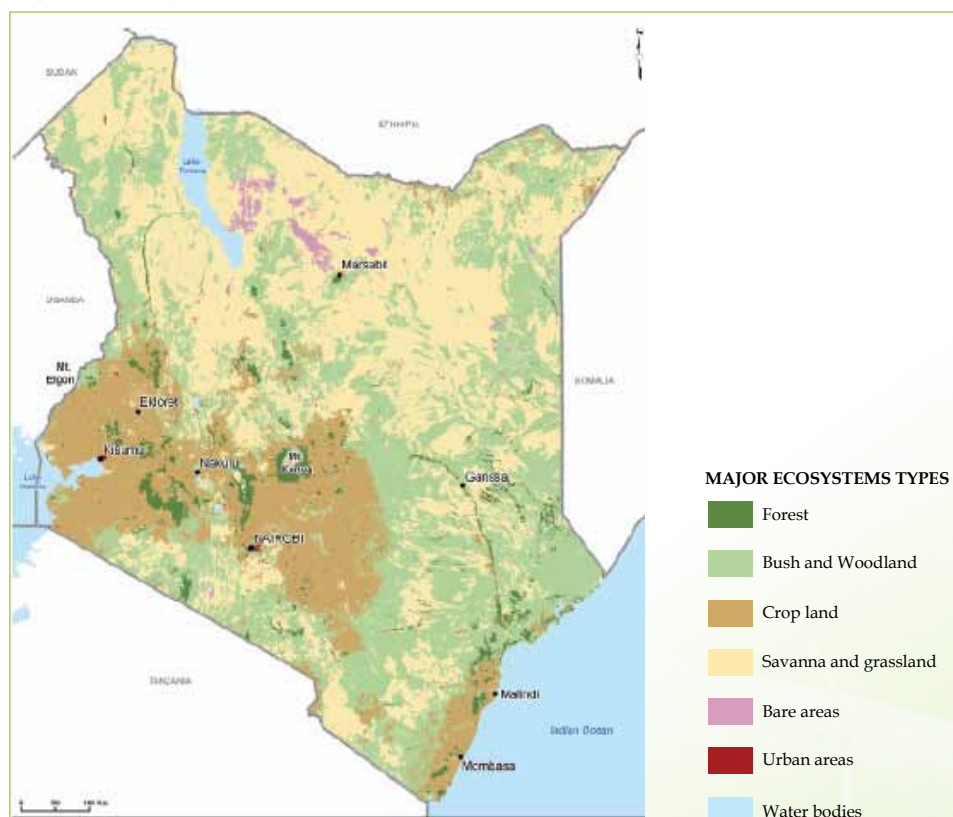 SUDAN
ETHIOPIA
Lake
Turkana
Marsabit
UGANDA
Mt.
Elgon
SOMALIA
Eldoret
Kisumu
Nakuru
Mt.
Kenya
Garissa
Lake
Victoria
NAIROBI
TANZANIA
Malindi
Indian Ocean
Mombasa
MAJOR ECOSYSTEMS TYPES
Forest
Bush and Woodland
Crop land
Savanna and grassland
Bare areas
Urban areas
Water bodies